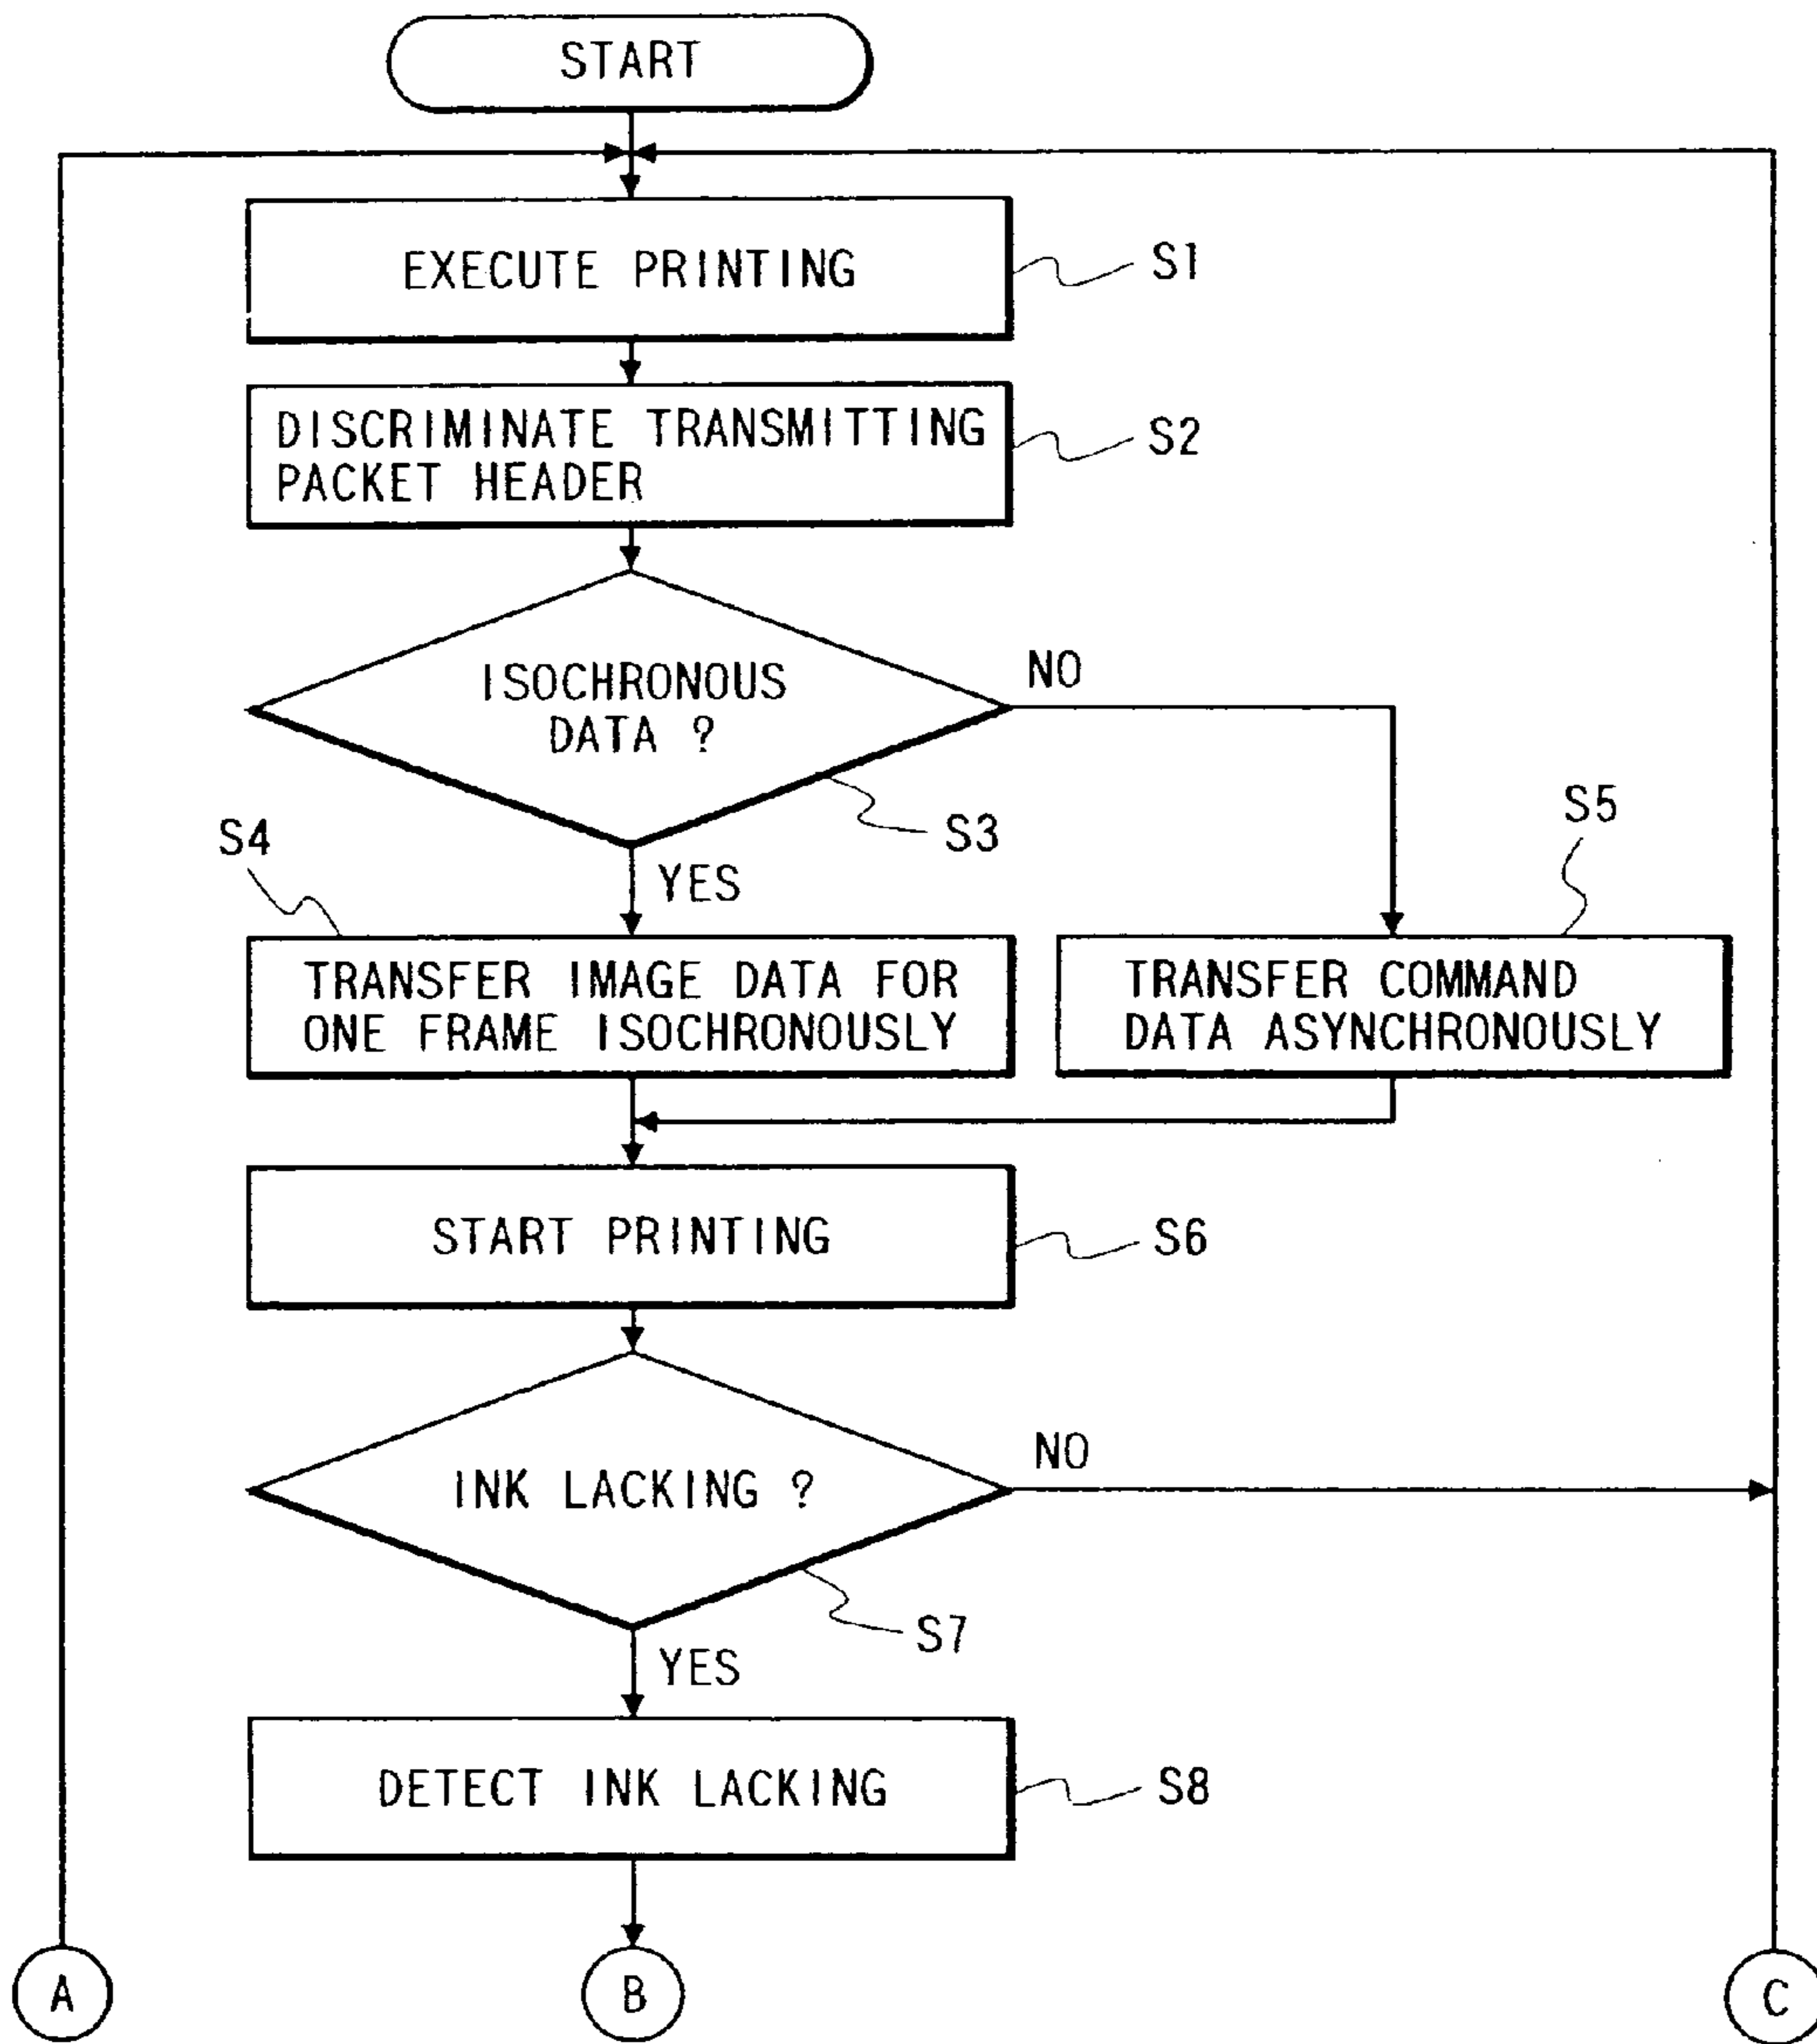 START
EXECUTE PRINTING
S1
DISCRIMINATE TRANSMITTING
PACKET HEADER
S2
ISOCHRONOUS
DATA ?
NO
S3
YES
S4
S5
TRANSFER IMAGE DATA FOR
ONE FRAME ISOCHRONOUSLY
TRANSFER COMMAND
DATA ASYNCHRONOUSLY
START PRINTING
S6
INK LACKING ?
NO
S7
YES
DETECT INK LACKING
S8
A
B
C